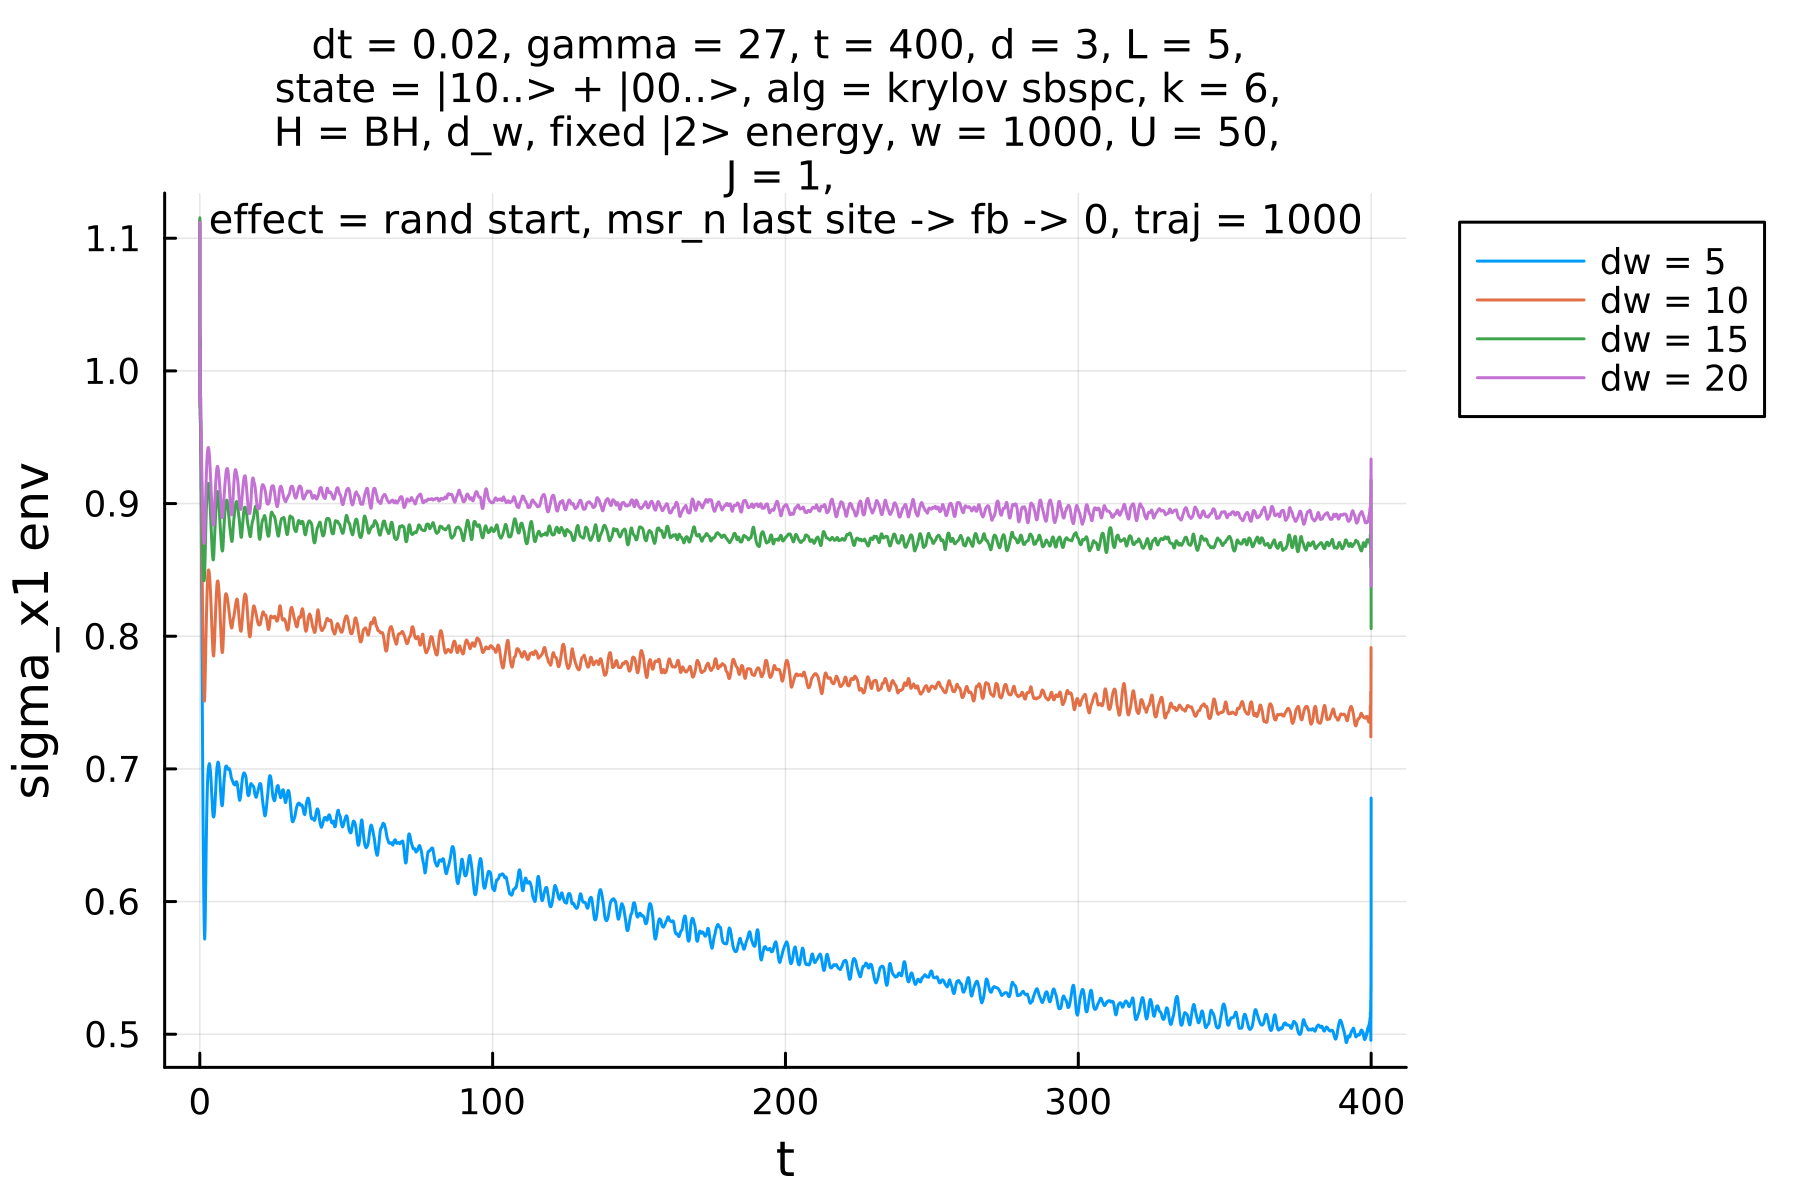 dt = 0.02, gamma = 27, t = 400, d = 3, L = 5,
state = |10..> + |00..>, alg = krylov sbspc, k = 6,
H = BH, d_w, fixed |2> energy, w = 1000, U = 50,
J = 1,
effect = rand start, msr_n last site -> fb -> 0, traj = 1000
sigma_x1 env
1.1
1.0
0.9
0.8
0.7
0.6
0.5
0 100 200 300 400
t
dw = 5
dw = 10
dw = 15
dw = 20